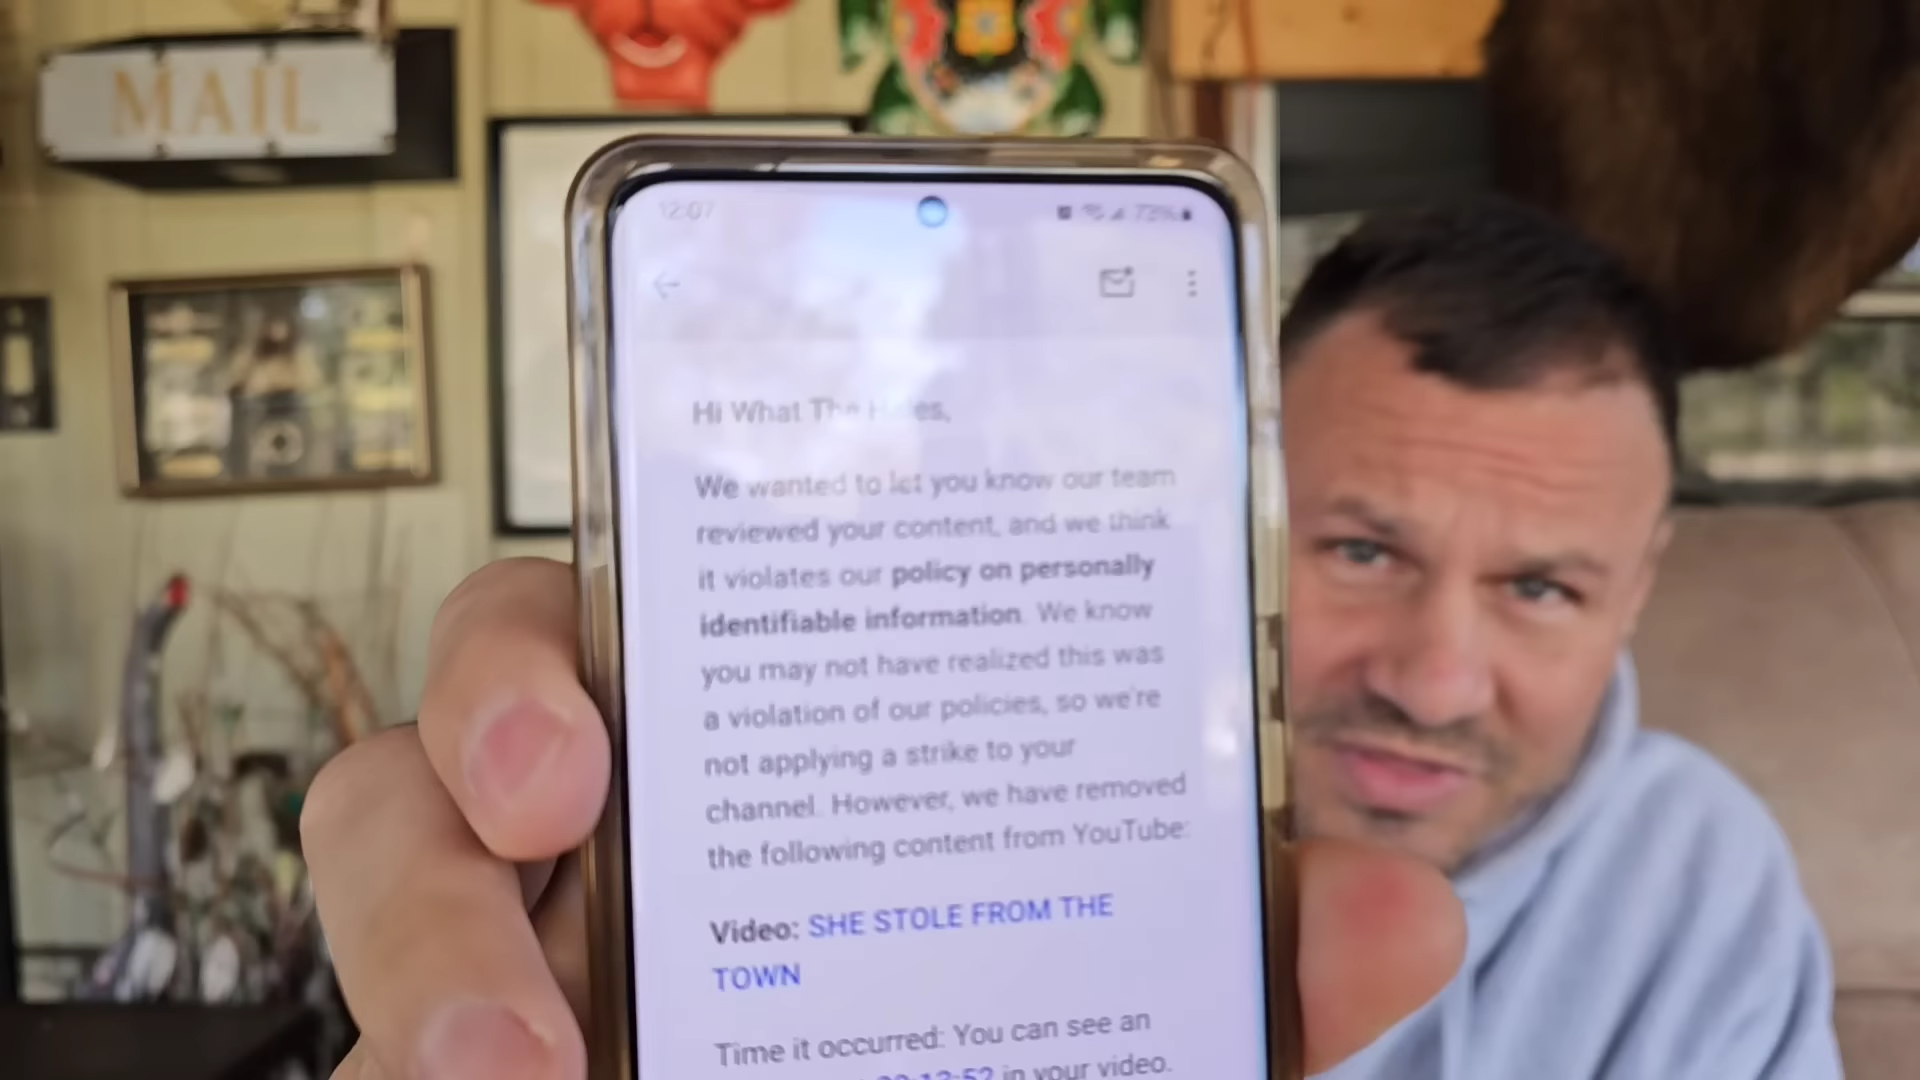 MAIL
12:07
73%
Hi What The
We wanted to let you know our team
reviewed your content, and we think
it violates our policy on personally
identifiable information. We know
you may not have realized this was
a violation of our policies, so we're
not applying a strike to your
channel. However, we have removed
the following content from YouTube:
Video: SHE STOLE FROM THE
TOWN
Time it occurred: You can see an
in your video.